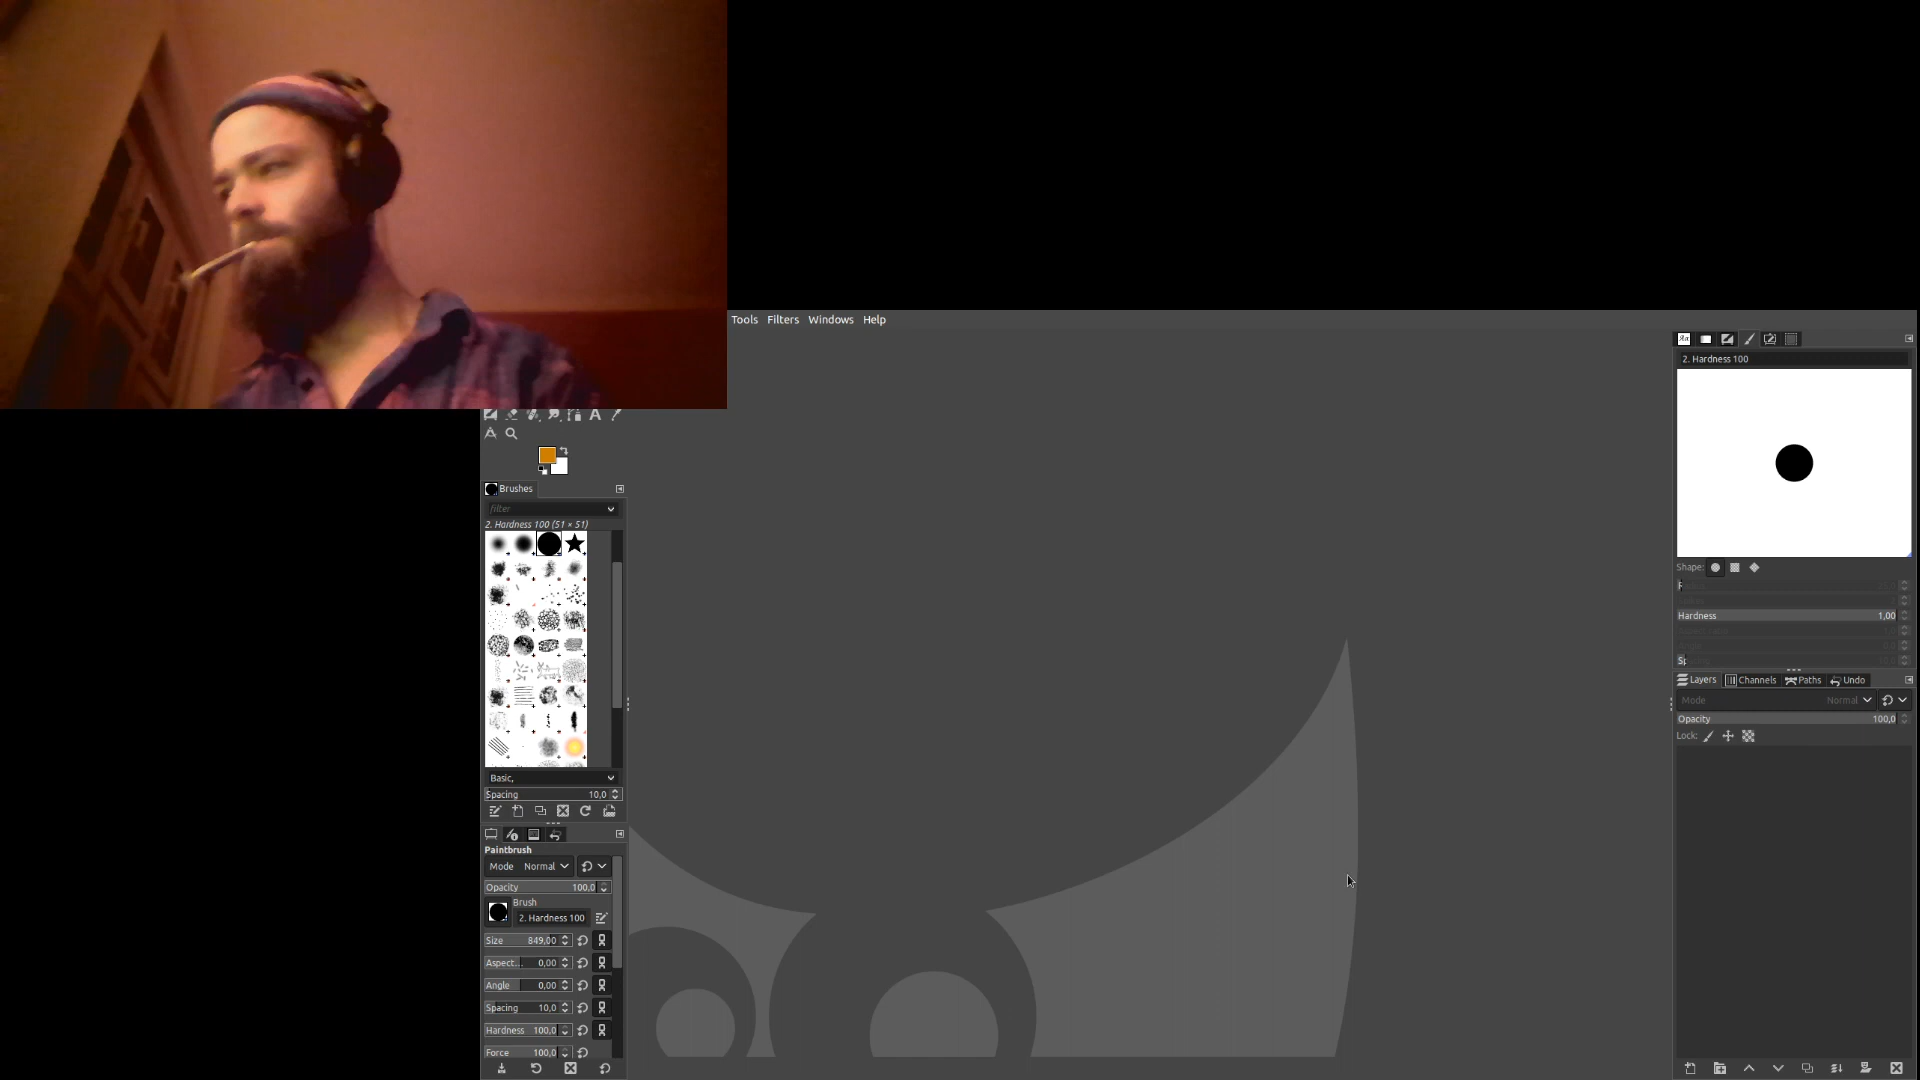 Tools Filters Windows Help
2. Hardness 100
A
Brushes
filter
2. Hardness 100 (51 × 51)
Shape:
Hardness 1,00
Layers Channels Paths Undo
Mode Normal
Opacity 100,0
Lock:
Basic,
Spacing 10,0
Paintbrush
Mode Normal
Opacity 100,0
Brush
2. Hardness 100
Size 849,00
Aspect... 0,00
Angle 0,00
Spacing 10,0
Hardness 100,0
Force 100,0